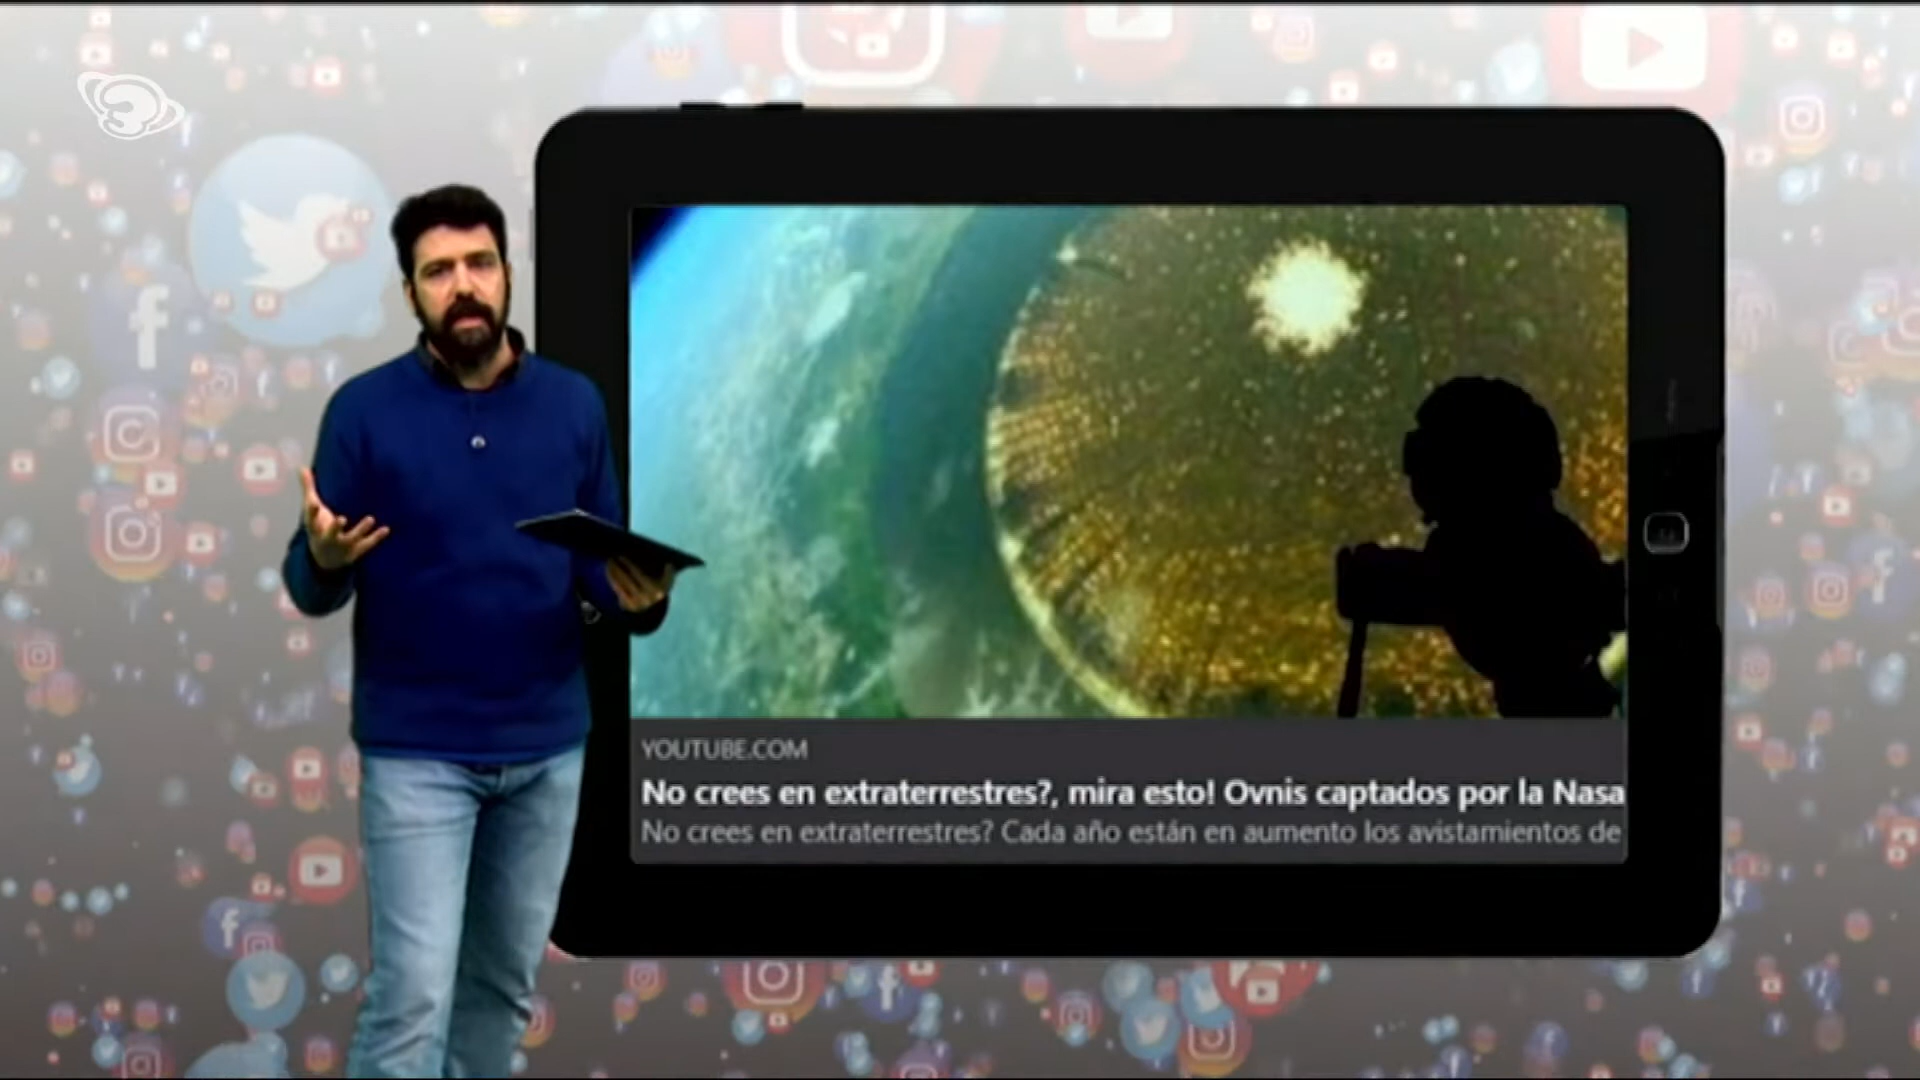 3
YOUTUBE.COM
No crees en extraterrestres?, mira esto! Ovnis captados por la Nasa
No crees en extraterrestres? Cada año están en aumento los avistamientos de